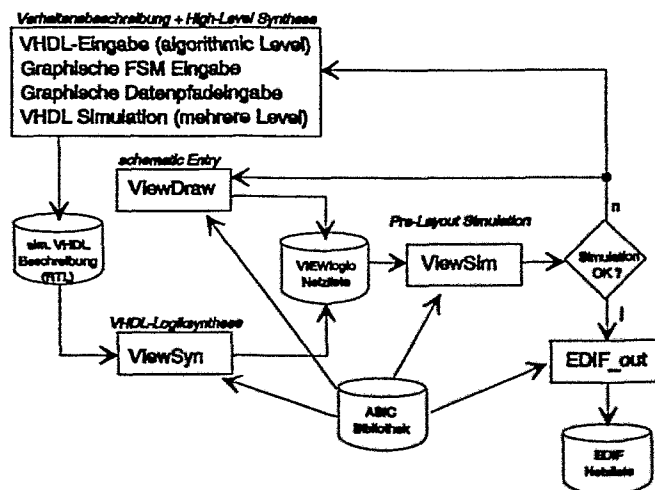 Verhaltensbeschreibung + High-Level Synthese
VHDL-Eingabe (algorithmic Level)
Graphische FSM Eingabe
Graphische Datenpfadeingabe
VHDL Simulation (mehrere Level)
schematic Entry
ViewDraw
n
Pre-Layout Simulation
sim. VHDL
Beschreibung
(RTL)
VIEWlogic
Netzliste
ViewSim
Simulation
OK?
VHDL-Logiksynthese
ViewSyn
j
EDIF_out
ASIC
Bibliothek
EDIF
Netzliste